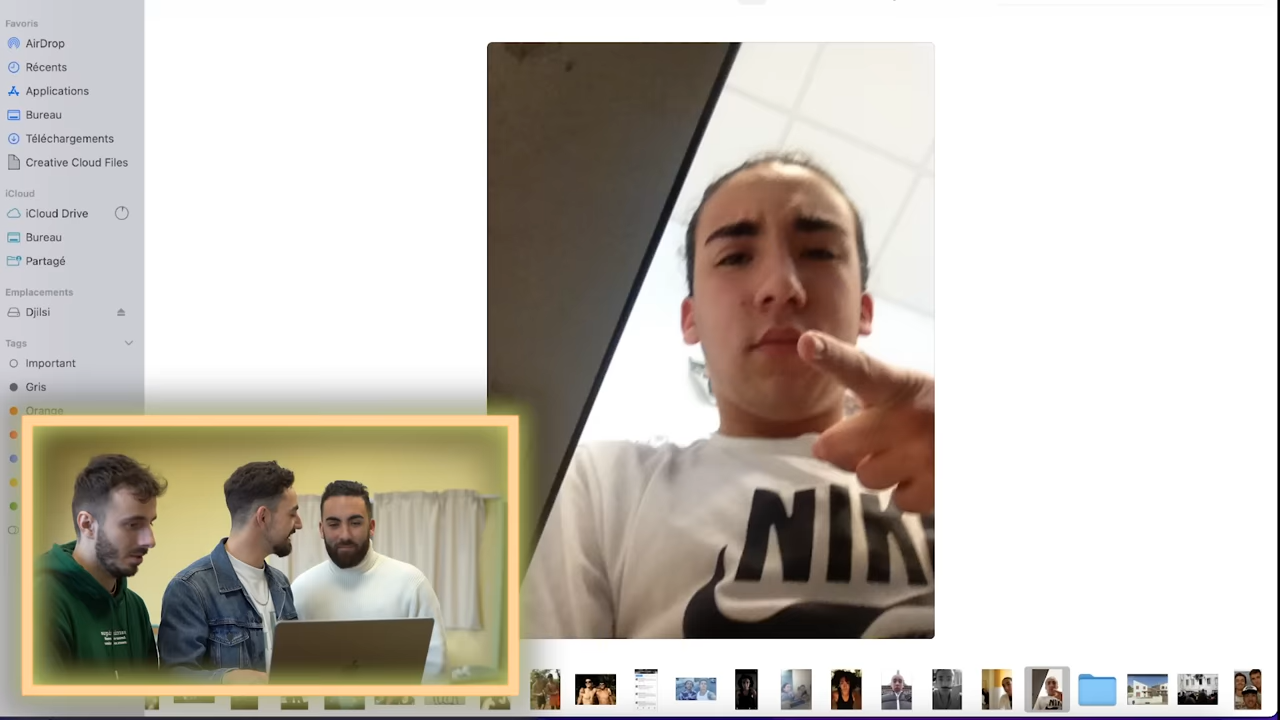 Favoris
AirDrop
Récents
Applications
Bureau
Téléchargements
Creative Cloud Files
iCloud
iCloud Drive
Bureau
Partagé
Emplacements
Djilsi
Tags
Important
Gris
Orange
NIK